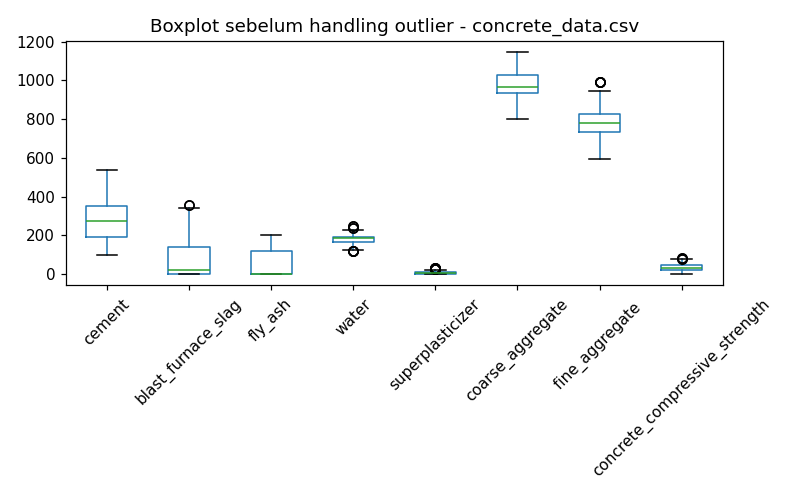 Boxplot sebelum handling outlier - concrete_data.csv
1200
1000
800
600
400
200
0
cement
blast_furnace_slag
fly_ash
water
superplasticizer
coarse_aggregate
fine_aggregate
concrete_compressive_strength